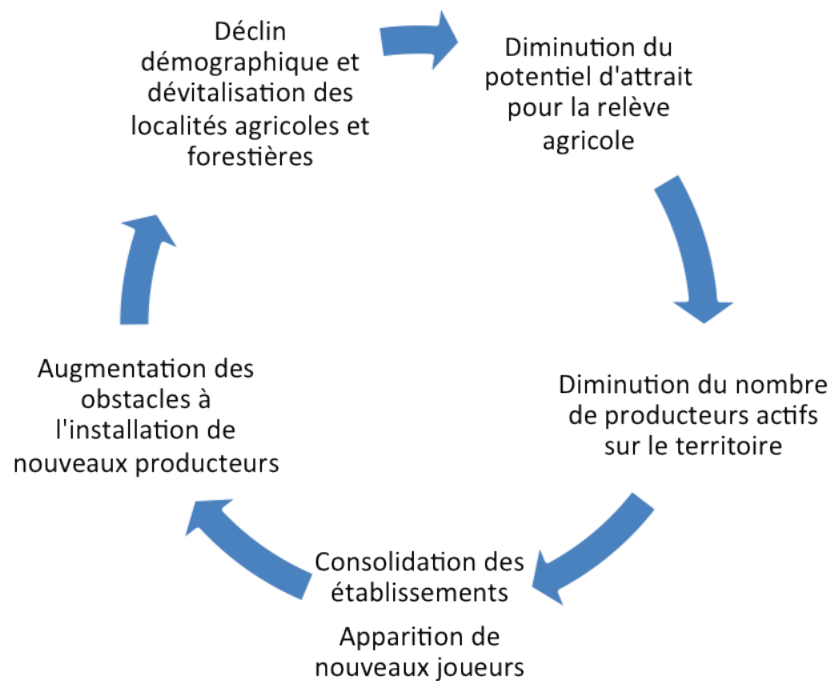 Déclin
démographique et
dévitalisation des
localités agricoles et
forestières
Diminution du
potentiel d'attrait
pour la relève
agricole
Diminution du nombre
de producteurs actifs
sur le territoire
Consolidation des
établissements
Apparition de
nouveaux joueurs
Augmentation des
obstacles à
l'installation de
nouveaux producteurs